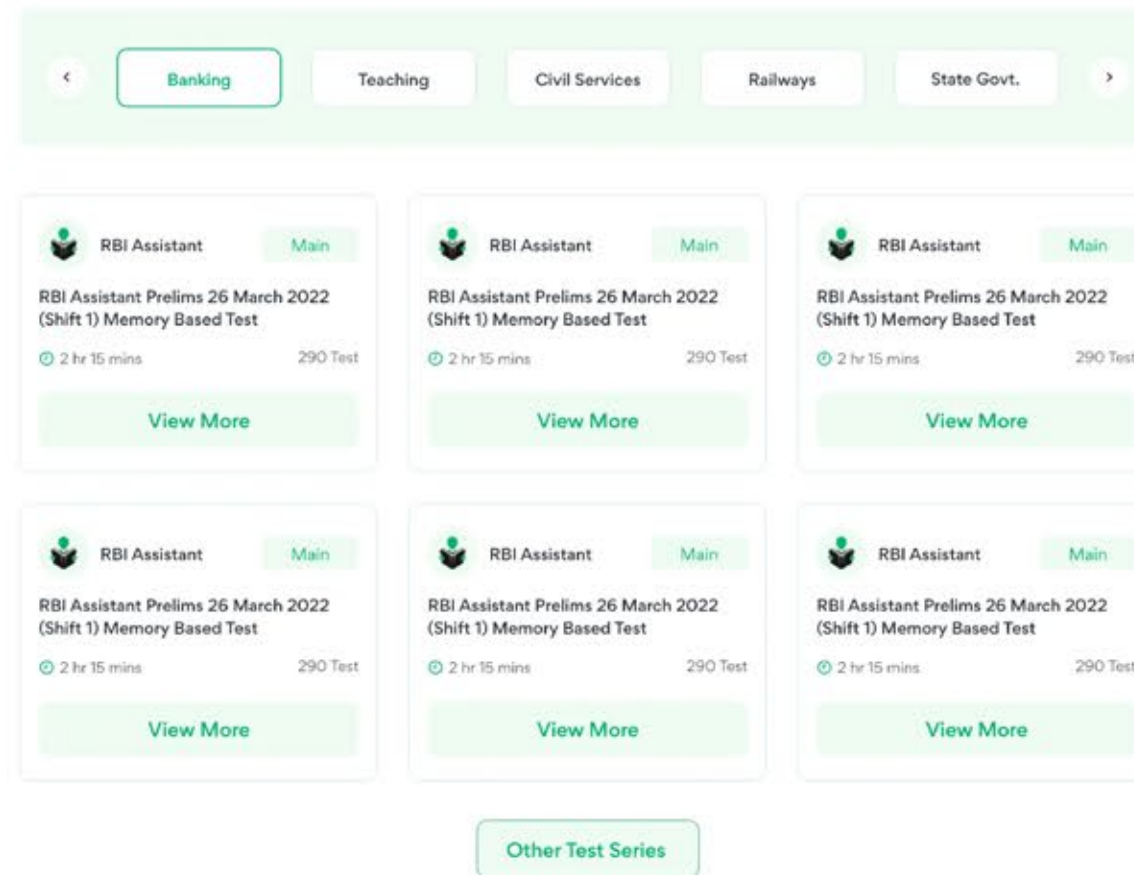 Banking Teaching Civil Services Railways State Govt.
RBI Assistant Main
RBI Assistant Prelims 26 March 2022
(Shift 1) Memory Based Test
2 hr 15 mins 290 Test
View More
RBI Assistant Main
RBI Assistant Prelims 26 March 2022
(Shift 1) Memory Based Test
2 hr 15 mins 290 Test
View More
RBI Assistant Main
RBI Assistant Prelims 26 March 2022
(Shift 1) Memory Based Test
2 hr 15 mins 290 Test
View More
RBI Assistant Main
RBI Assistant Prelims 26 March 2022
(Shift 1) Memory Based Test
2 hr 15 mins 290 Test
View More
RBI Assistant Main
RBI Assistant Prelims 26 March 2022
(Shift 1) Memory Based Test
2 hr 15 mins 290 Test
View More
RBI Assistant Main
RBI Assistant Prelims 26 March 2022
(Shift 1) Memory Based Test
2 hr 15 mins 290 Test
View More
Other Test Series